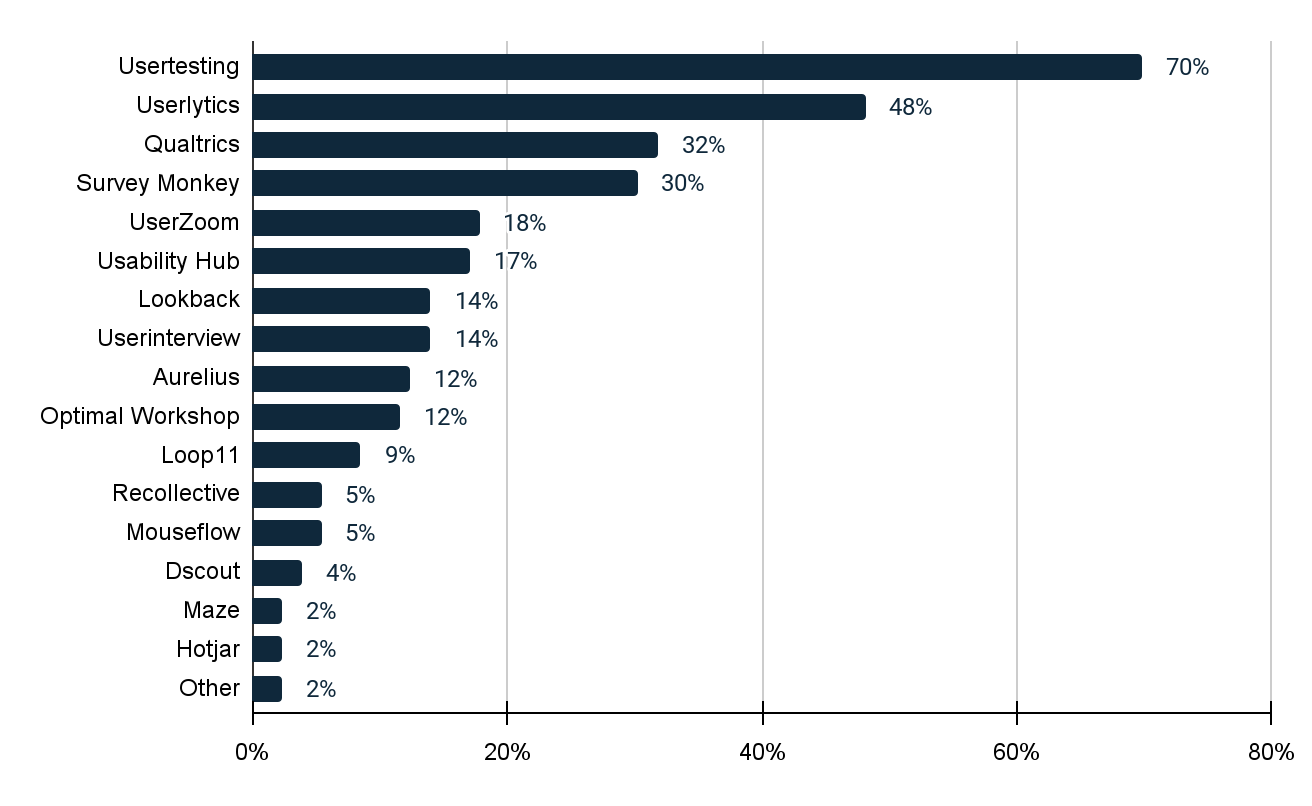 Usertesting 70%
Userlytics 48%
Qualtrics 32%
Survey Monkey 30%
UserZoom 18%
Usability Hub 17%
Lookback 14%
Userinterview 14%
Aurelius 12%
Optimal Workshop 12%
Loop11 9%
Recollective 5%
Mouseflow 5%
Dscout 4%
Maze 2%
Hotjar 2%
Other 2%
0% 20% 40% 60% 80%